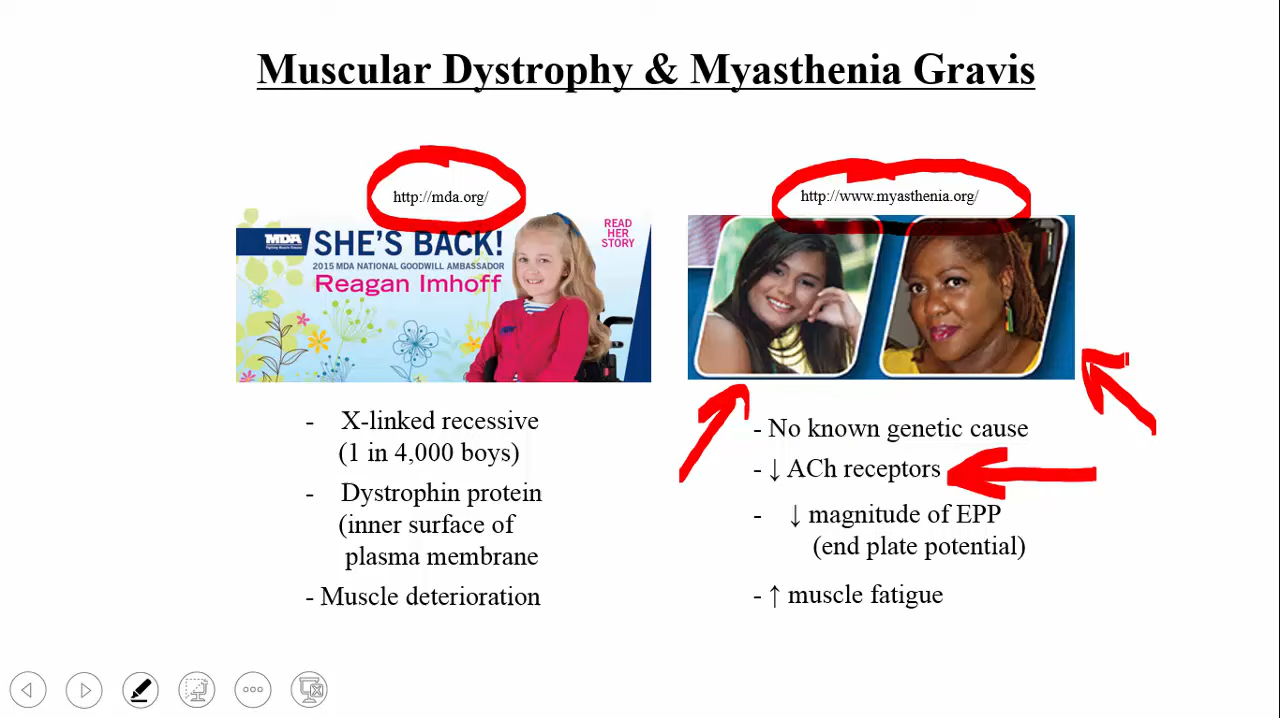 Muscular Dystrophy & Myasthenia Gravis
http://mda.org/
MDA
SHE'S BACK!
2015 MDA NATIONAL GOODWILL AMBASSADOR
Reagan Imhoff
READ
HER
STORY
- X-linked recessive
(1 in 4,000 boys)
- Dystrophin protein
(inner surface of
plasma membrane
- Muscle deterioration
http://www.myasthenia.org/
- No known genetic cause
- ↓ ACh receptors
- ↓ magnitude of EPP
(end plate potential)
- ↑ muscle fatigue